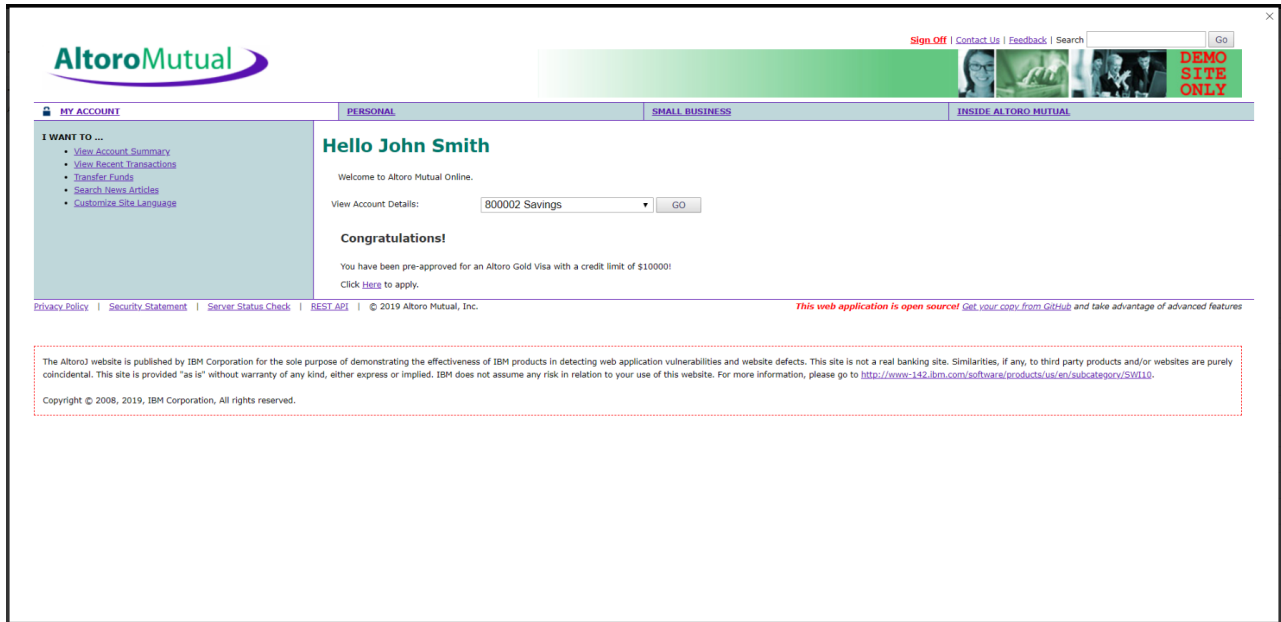 Sign Off | Contact Us | Feedback | Search Go
AltoroMutual
DEMO
SITE
ONLY
MY ACCOUNT PERSONAL SMALL BUSINESS INSIDE ALTORO MUTUAL
I WANT TO ...
• View Account Summary
• View Recent Transactions
• Transfer Funds
• Search News Articles
• Customize Site Language
Hello John Smith
Welcome to Altoro Mutual Online.
View Account Details: 800002 Savings GO
Congratulations!
You have been pre-approved for an Altoro Gold Visa with a credit limit of $10000!
Click Here to apply.
Privacy Policy | Security Statement | Server Status Check | REST API | © 2019 Altoro Mutual, Inc. This web application is open source! Get your copy from GitHub and take advantage of advanced features
The AltoroJ website is published by IBM Corporation for the sole purpose of demonstrating the effectiveness of IBM products in detecting web application vulnerabilities and website defects. This site is not a real banking site. Similarities, if any, to third party products and/or websites are purely
coincidental. This site is provided "as is" without warranty of any kind, either express or implied. IBM does not assume any risk in relation to your use of this website. For more information, please go to http://www-142.ibm.com/software/products/us/en/subcategory/SWI10.
Copyright © 2008, 2019, IBM Corporation, All rights reserved.